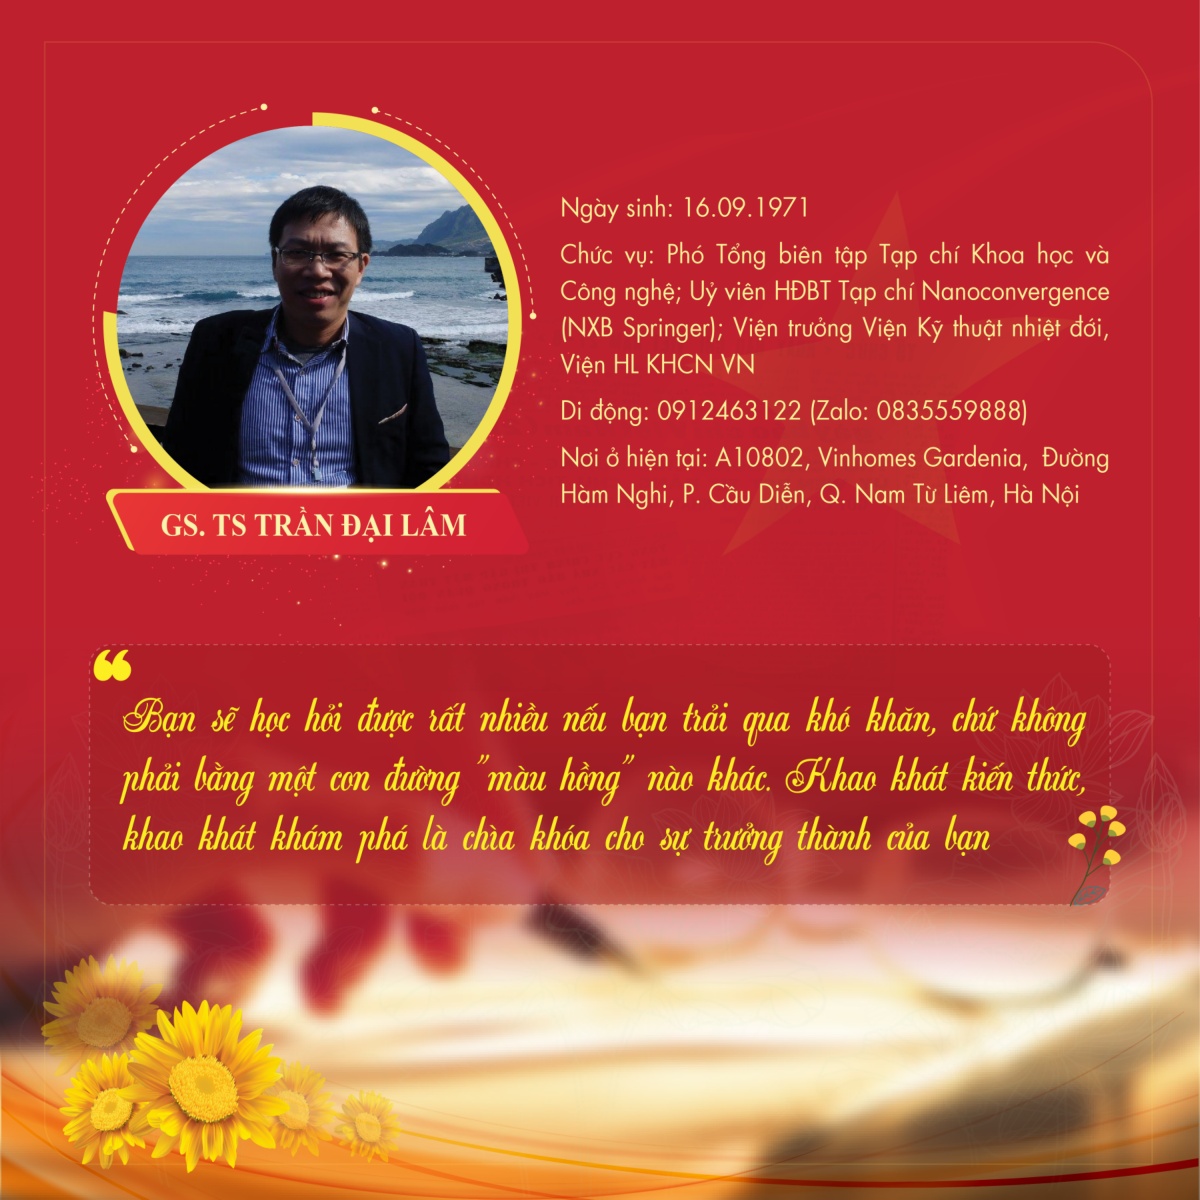 Ngày sinh: 16.09.1971
Chức vụ: Phó Tổng biên tập Tạp chí Khoa học và
Công nghệ; Uỷ viên HĐBT Tạp chí Nanoconvergence
(NXB Springer); Viện trưởng Viện Kỹ thuật nhiệt đới,
Viện HL KHCN VN
Di động: 0912463122 (Zalo: 0835559888)
Nơi ở hiện tại: A10802, Vinhomes Gardenia, Đường
Hàm Nghi, P. Cầu Diễn, Q. Nam Từ Liêm, Hà Nội
GS. TS TRẦN ĐẠI LÂM
“
Bạn sẽ học hỏi được rất nhiều nếu bạn trải qua khó khăn, chứ không
phải bằng một con đường "màu hồng" nào khác. Khao khát kiến thức,
khao khát khám phá là chìa khóa cho sự trưởng thành của bạn